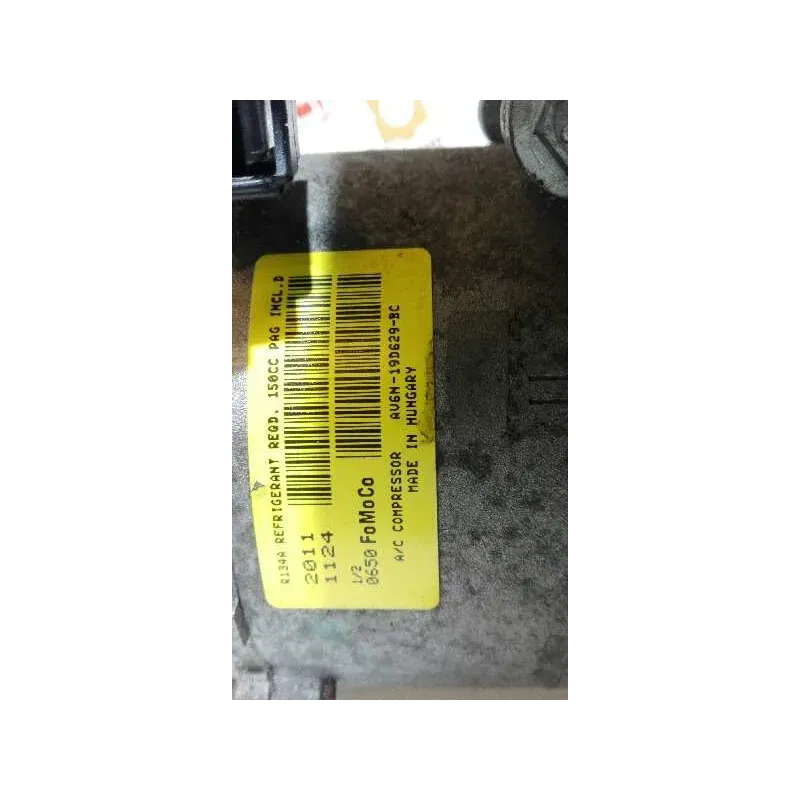 R134A REFRIGERANT REQD. 150CC PAG INCL.D
2011
1124
1/2
0650 FoMoCo
A/C COMPRESSOR AV6N-19D629-BC
MADE IN HUNGARY